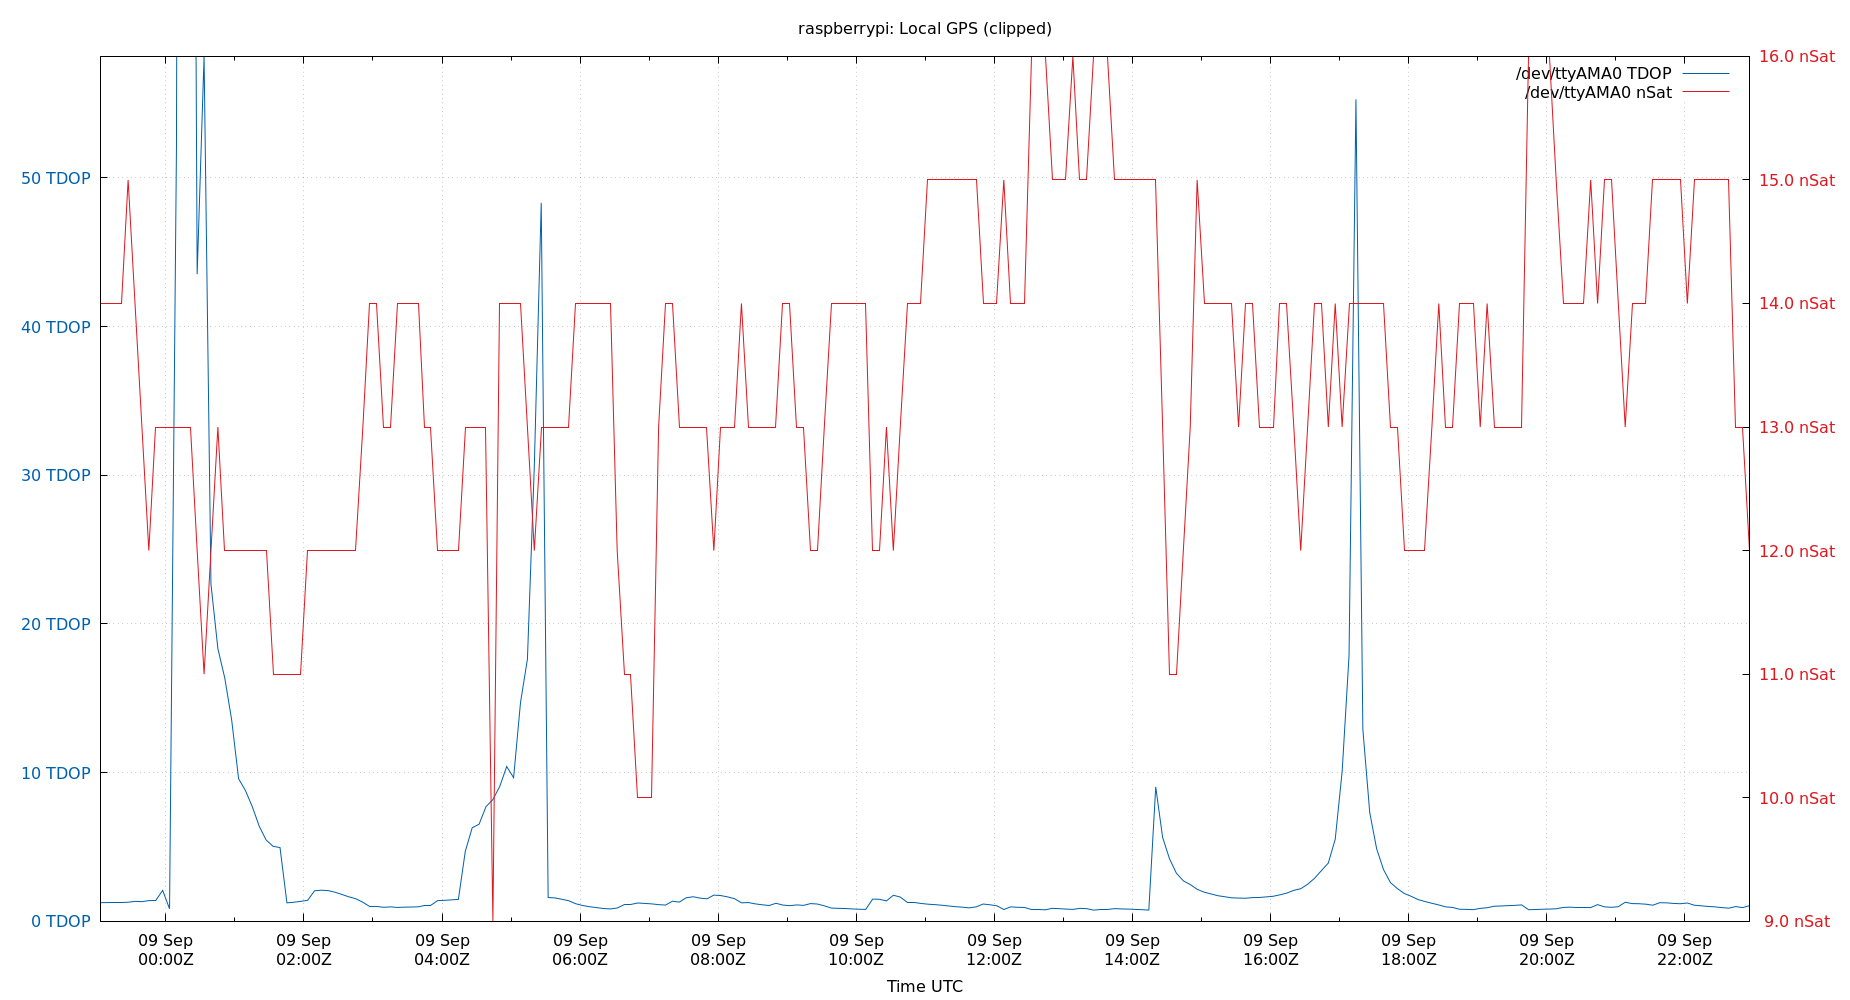 raspberrypi: Local GPS (clipped)
16.0 nSat
/dev/ttyAMA0 TDOP
/dev/ttyAMA0 nSat
50 TDOP
15.0 nSat
14.0 nSat
40 TDOP
13.0 nSat
30 TDOP
12.0 nSat
20 TDOP
11.0 nSat
10 TDOP
10.0 nSat
0 TDOP
9.0 nSat
09 Sep 09 Sep 09 Sep 09 Sep 09 Sep 09 Sep 09 Sep 09 Sep 09 Sep 09 Sep 09 Sep 09 Sep
00:00Z 02:00Z 04:00Z 06:00Z 08:00Z 10:00Z 12:00Z 14:00Z 16:00Z 18:00Z 20:00Z 22:00Z
Time UTC